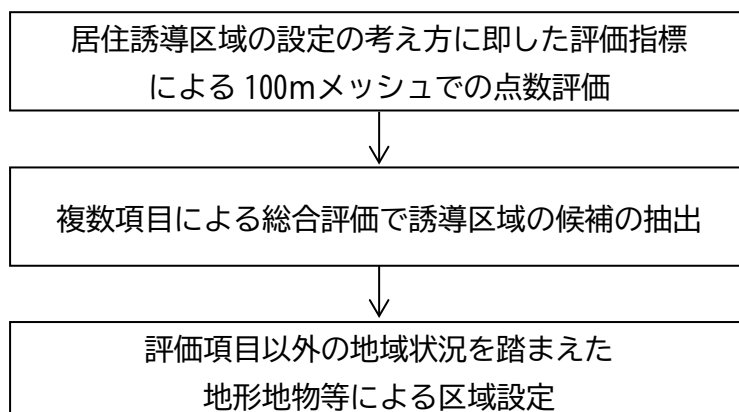 居住誘導区域の設定の考え方に即した評価指標
による 100mメッシュでの点数評価
複数項目による総合評価で誘導区域の候補の抽出
評価項目以外の地域状況を踏まえた
地形地物等による区域設定